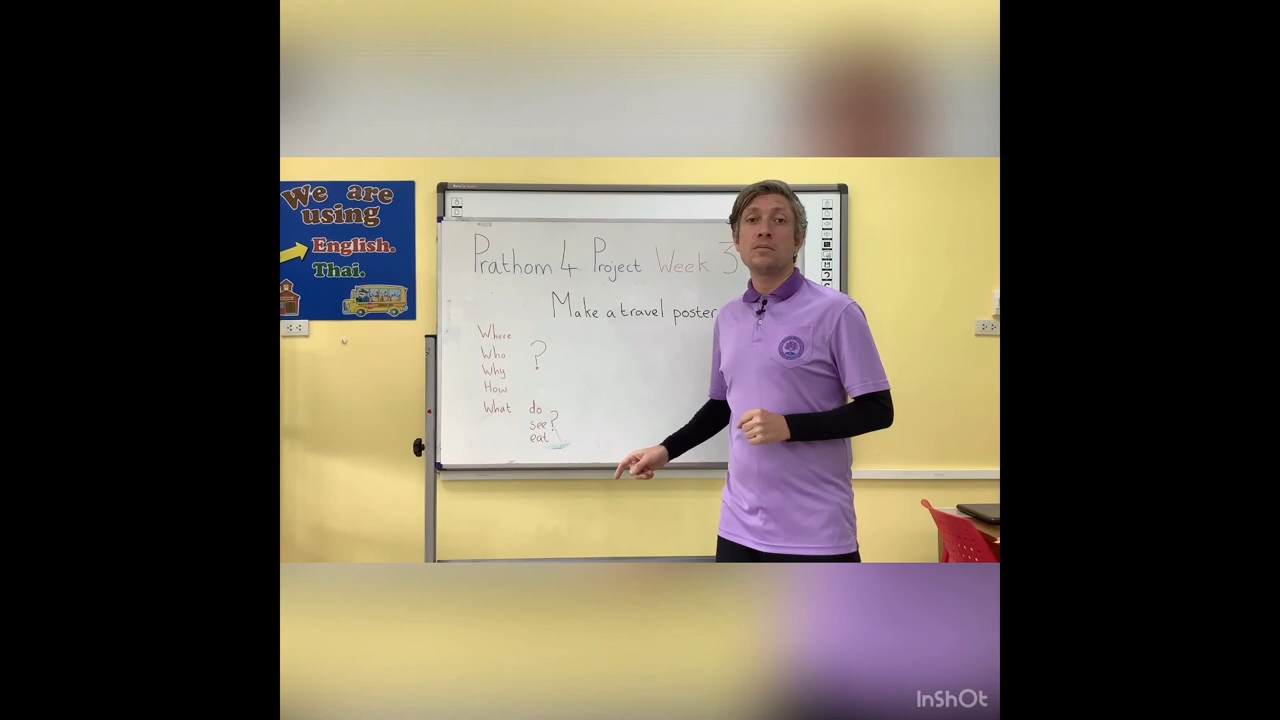 We are
using
English.
Thai.
Prathom 4 Project Week 3
Make a travel poster
Where
Who
Why
How
?
What do
see
eat
?
InShOt